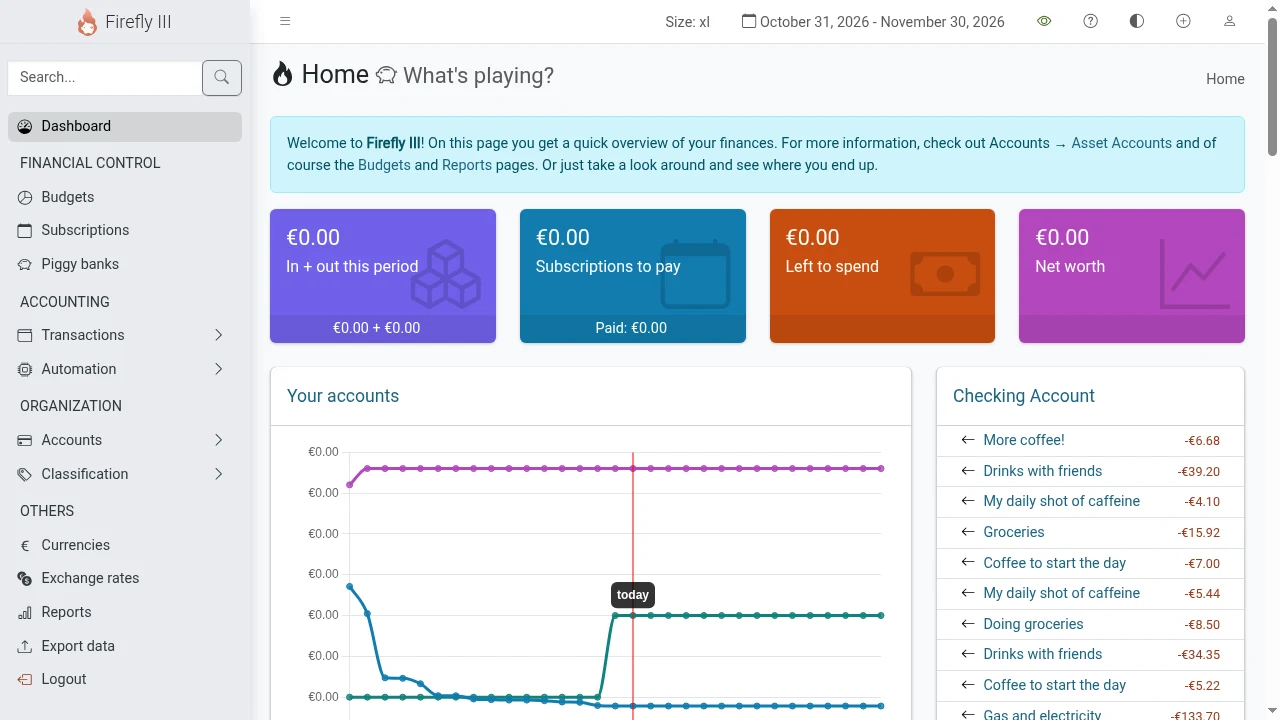 Firefly III
Size: xl
October 31, 2026 - November 30, 2026
Search...
Dashboard
FINANCIAL CONTROL
Budgets
Subscriptions
Piggy banks
ACCOUNTING
Transactions
Automation
ORGANIZATION
Accounts
Classification
OTHERS
Currencies
Exchange rates
Reports
Export data
Logout
Home What's playing?
Home
Welcome to Firefly III! On this page you get a quick overview of your finances. For more information, check out Accounts → Asset Accounts and of
course the Budgets and Reports pages. Or just take a look around and see where you end up.
€0.00
In + out this period
€0.00 + €0.00
€0.00
Subscriptions to pay
Paid: €0.00
€0.00
Left to spend
€0.00
Net worth
Your accounts
€0.00
€0.00
€0.00
€0.00
€0.00
€0.00
€0.00
today
Checking Account
More coffee! -€6.68
Drinks with friends -€39.20
My daily shot of caffeine -€4.10
Groceries -€15.92
Coffee to start the day -€7.00
My daily shot of caffeine -€5.44
Doing groceries -€8.50
Drinks with friends -€34.35
Coffee to start the day -€5.22
Gas and electricity -€133.70